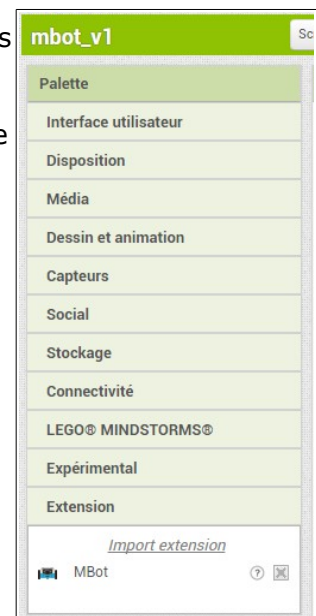 s
mbot_v1
Sc
Palette
Interface utilisateur
e
Disposition
Média
Dessin et animation
Capteurs
Social
Stockage
Connectivité
LEGO® MINDSTORMS®
Expérimental
Extension
Import extension
MBot ?